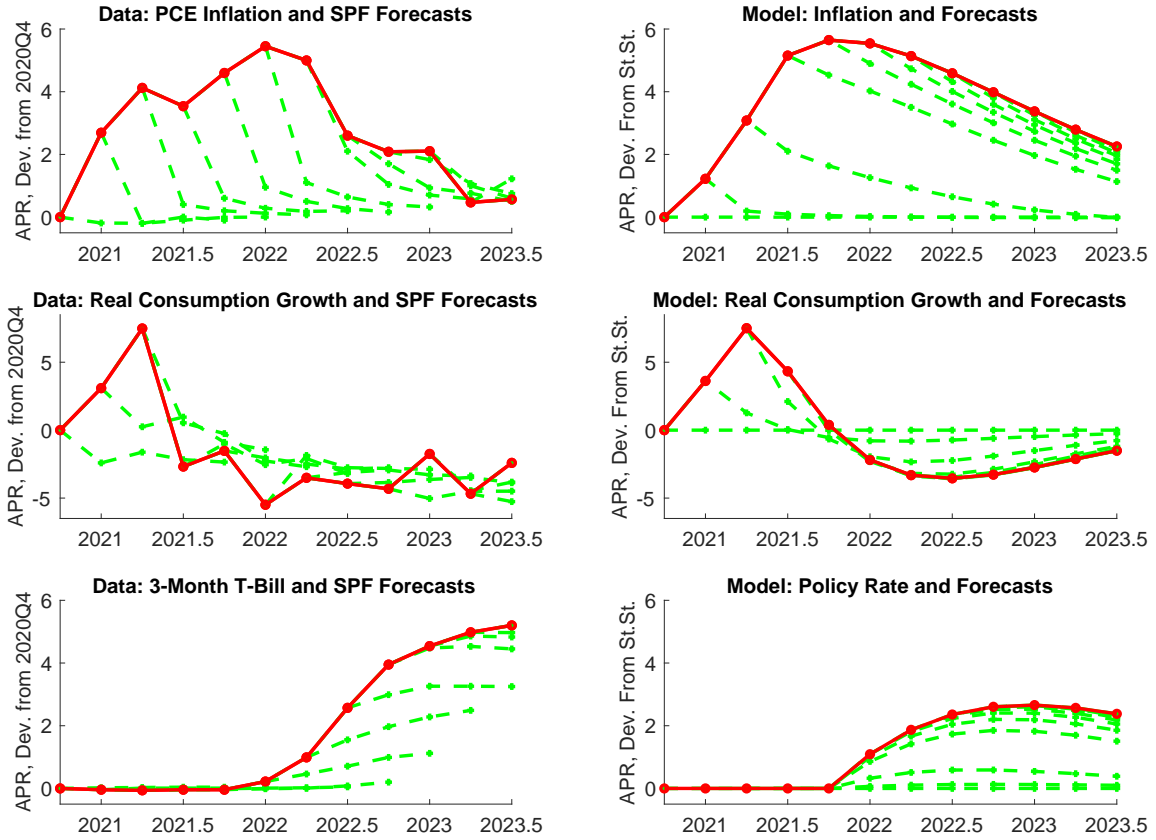 Data: PCE Inflation and SPF Forecasts
APR, Dev. from 2020Q4
6
4
2
0
2021 2021.5 2022 2022.5 2023 2023.5
Model: Inflation and Forecasts
APR, Dev. From St.St.
6
4
2
0
2021 2021.5 2022 2022.5 2023 2023.5
Data: Real Consumption Growth and SPF Forecasts
APR, Dev. from 2020Q4
5
0
-5
2021 2021.5 2022 2022.5 2023 2023.5
Model: Real Consumption Growth and Forecasts
APR, Dev. From St.St.
5
0
-5
2021 2021.5 2022 2022.5 2023 2023.5
Data: 3-Month T-Bill and SPF Forecasts
APR, Dev. from 2020Q4
6
4
2
0
2021 2021.5 2022 2022.5 2023 2023.5
Model: Policy Rate and Forecasts
APR, Dev. From St.St.
6
4
2
0
2021 2021.5 2022 2022.5 2023 2023.5